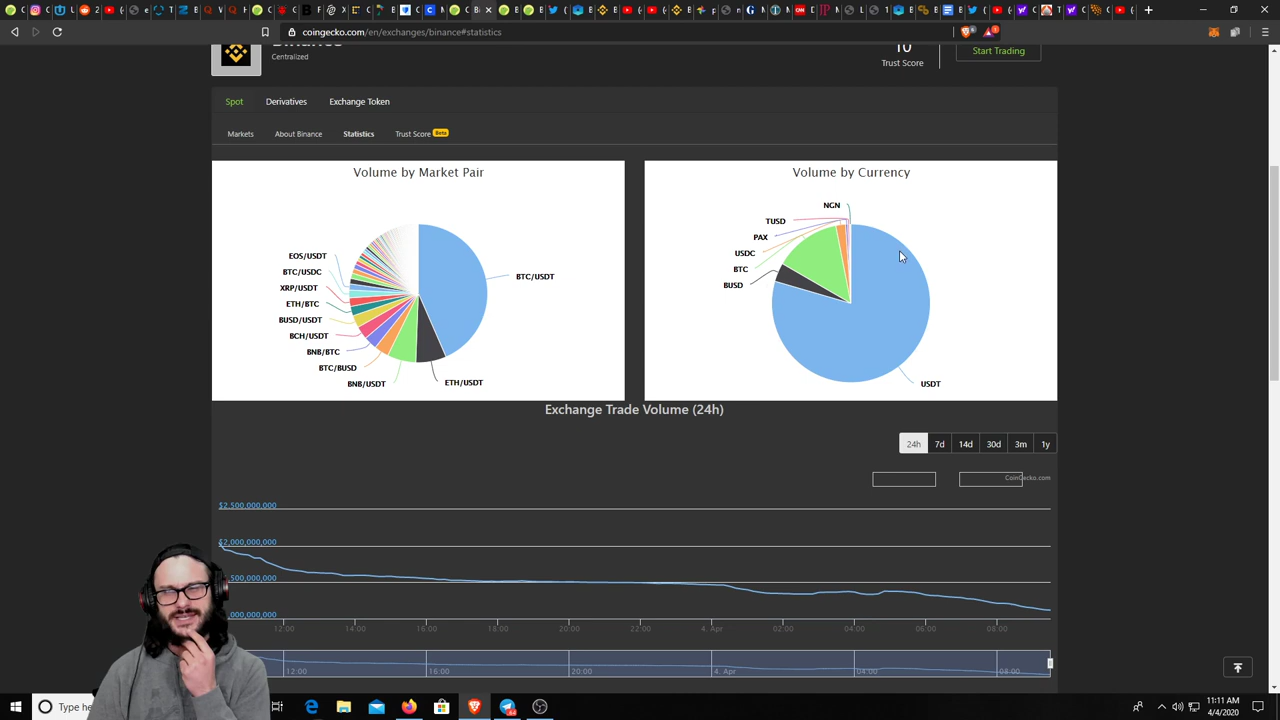 coingecko.com/en/exchanges/binance#statistics
Binance
Centralized
10
Trust Score
Start Trading
Spot Derivatives Exchange Token
Markets About Binance Statistics Trust Score Beta
Volume by Market Pair
EOS/USDT
BTC/USDC
XRP/USDT
ETH/BTC
BUSD/USDT
BCH/USDT
BNB/BTC
BTC/BUSD
BNB/USDT
ETH/USDT
BTC/USDT
Volume by Currency
NGN
TUSD
PAX
USDC
BTC
BUSD
USDT
Exchange Trade Volume (24h)
24h 7d 14d 30d 3m 1y
CoinGecko.com
$2,500,000,000
$2,000,000,000
,500,000,000
,000,000,000
12:00 14:00 16:00 18:00 20:00 22:00 4. Apr 02:00 04:00 06:00 08:00
12:00 16:00 20:00 4. Apr 04:00 08:00
Type he
11:11 AM
4/4/2020